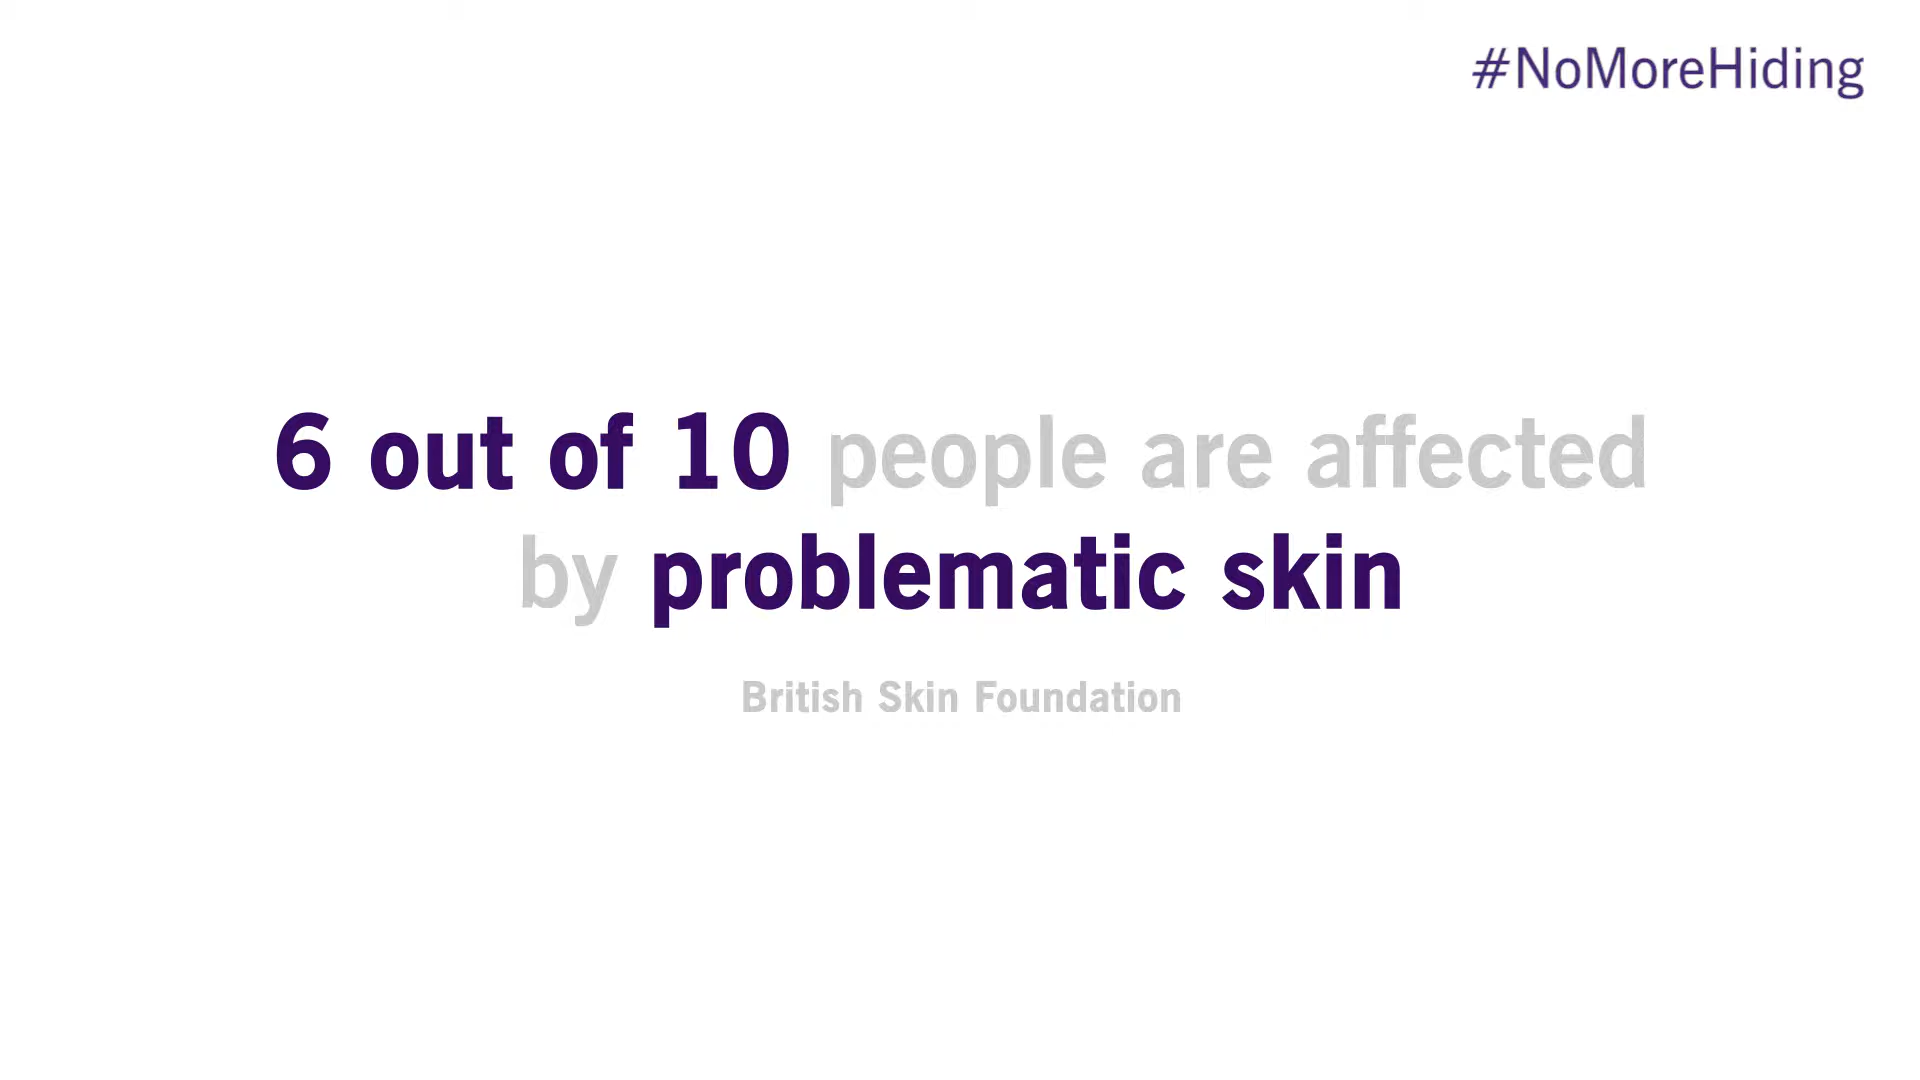 #NoMoreHiding
6 out of 10 people are affected
by problematic skin
British Skin Foundation